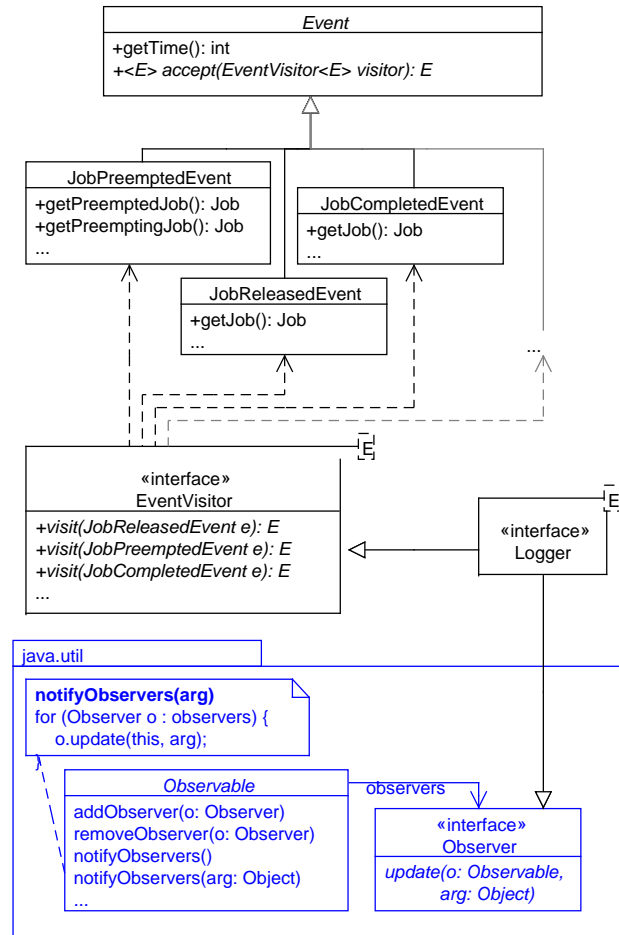 Event
+getTime(): int
+<E> accept(EventVisitor<E> visitor): E
JobPreemptedEvent
+getPreemptedJob(): Job
+getPreemptingJob(): Job
...
JobCompletedEvent
+getJob(): Job
...
JobReleasedEvent
+getJob(): Job
...
...
E
«interface»
EventVisitor
+visit(JobReleasedEvent e): E
+visit(JobPreemptedEvent e): E
+visit(JobCompletedEvent e): E
...
E
«interface»
Logger
java.util
notifyObservers(arg)
for (Observer o : observers) {
o.update(this, arg);
}
Observable
addObserver(o: Observer)
removeObserver(o: Observer)
notifyObservers()
notifyObservers(arg: Object)
...
observers
«interface»
Observer
update(o: Observable,
arg: Object)